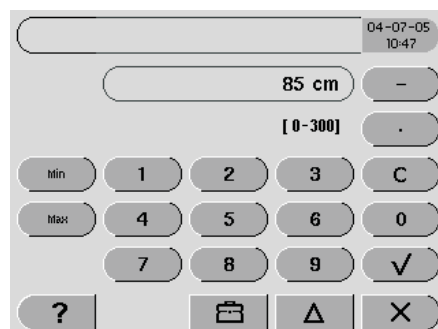 04-07-05
10:47
85 cm -
[ 0-300] .
Min 1 2 3 C
Max 4 5 6 0
7 8 9 √
? Δ X